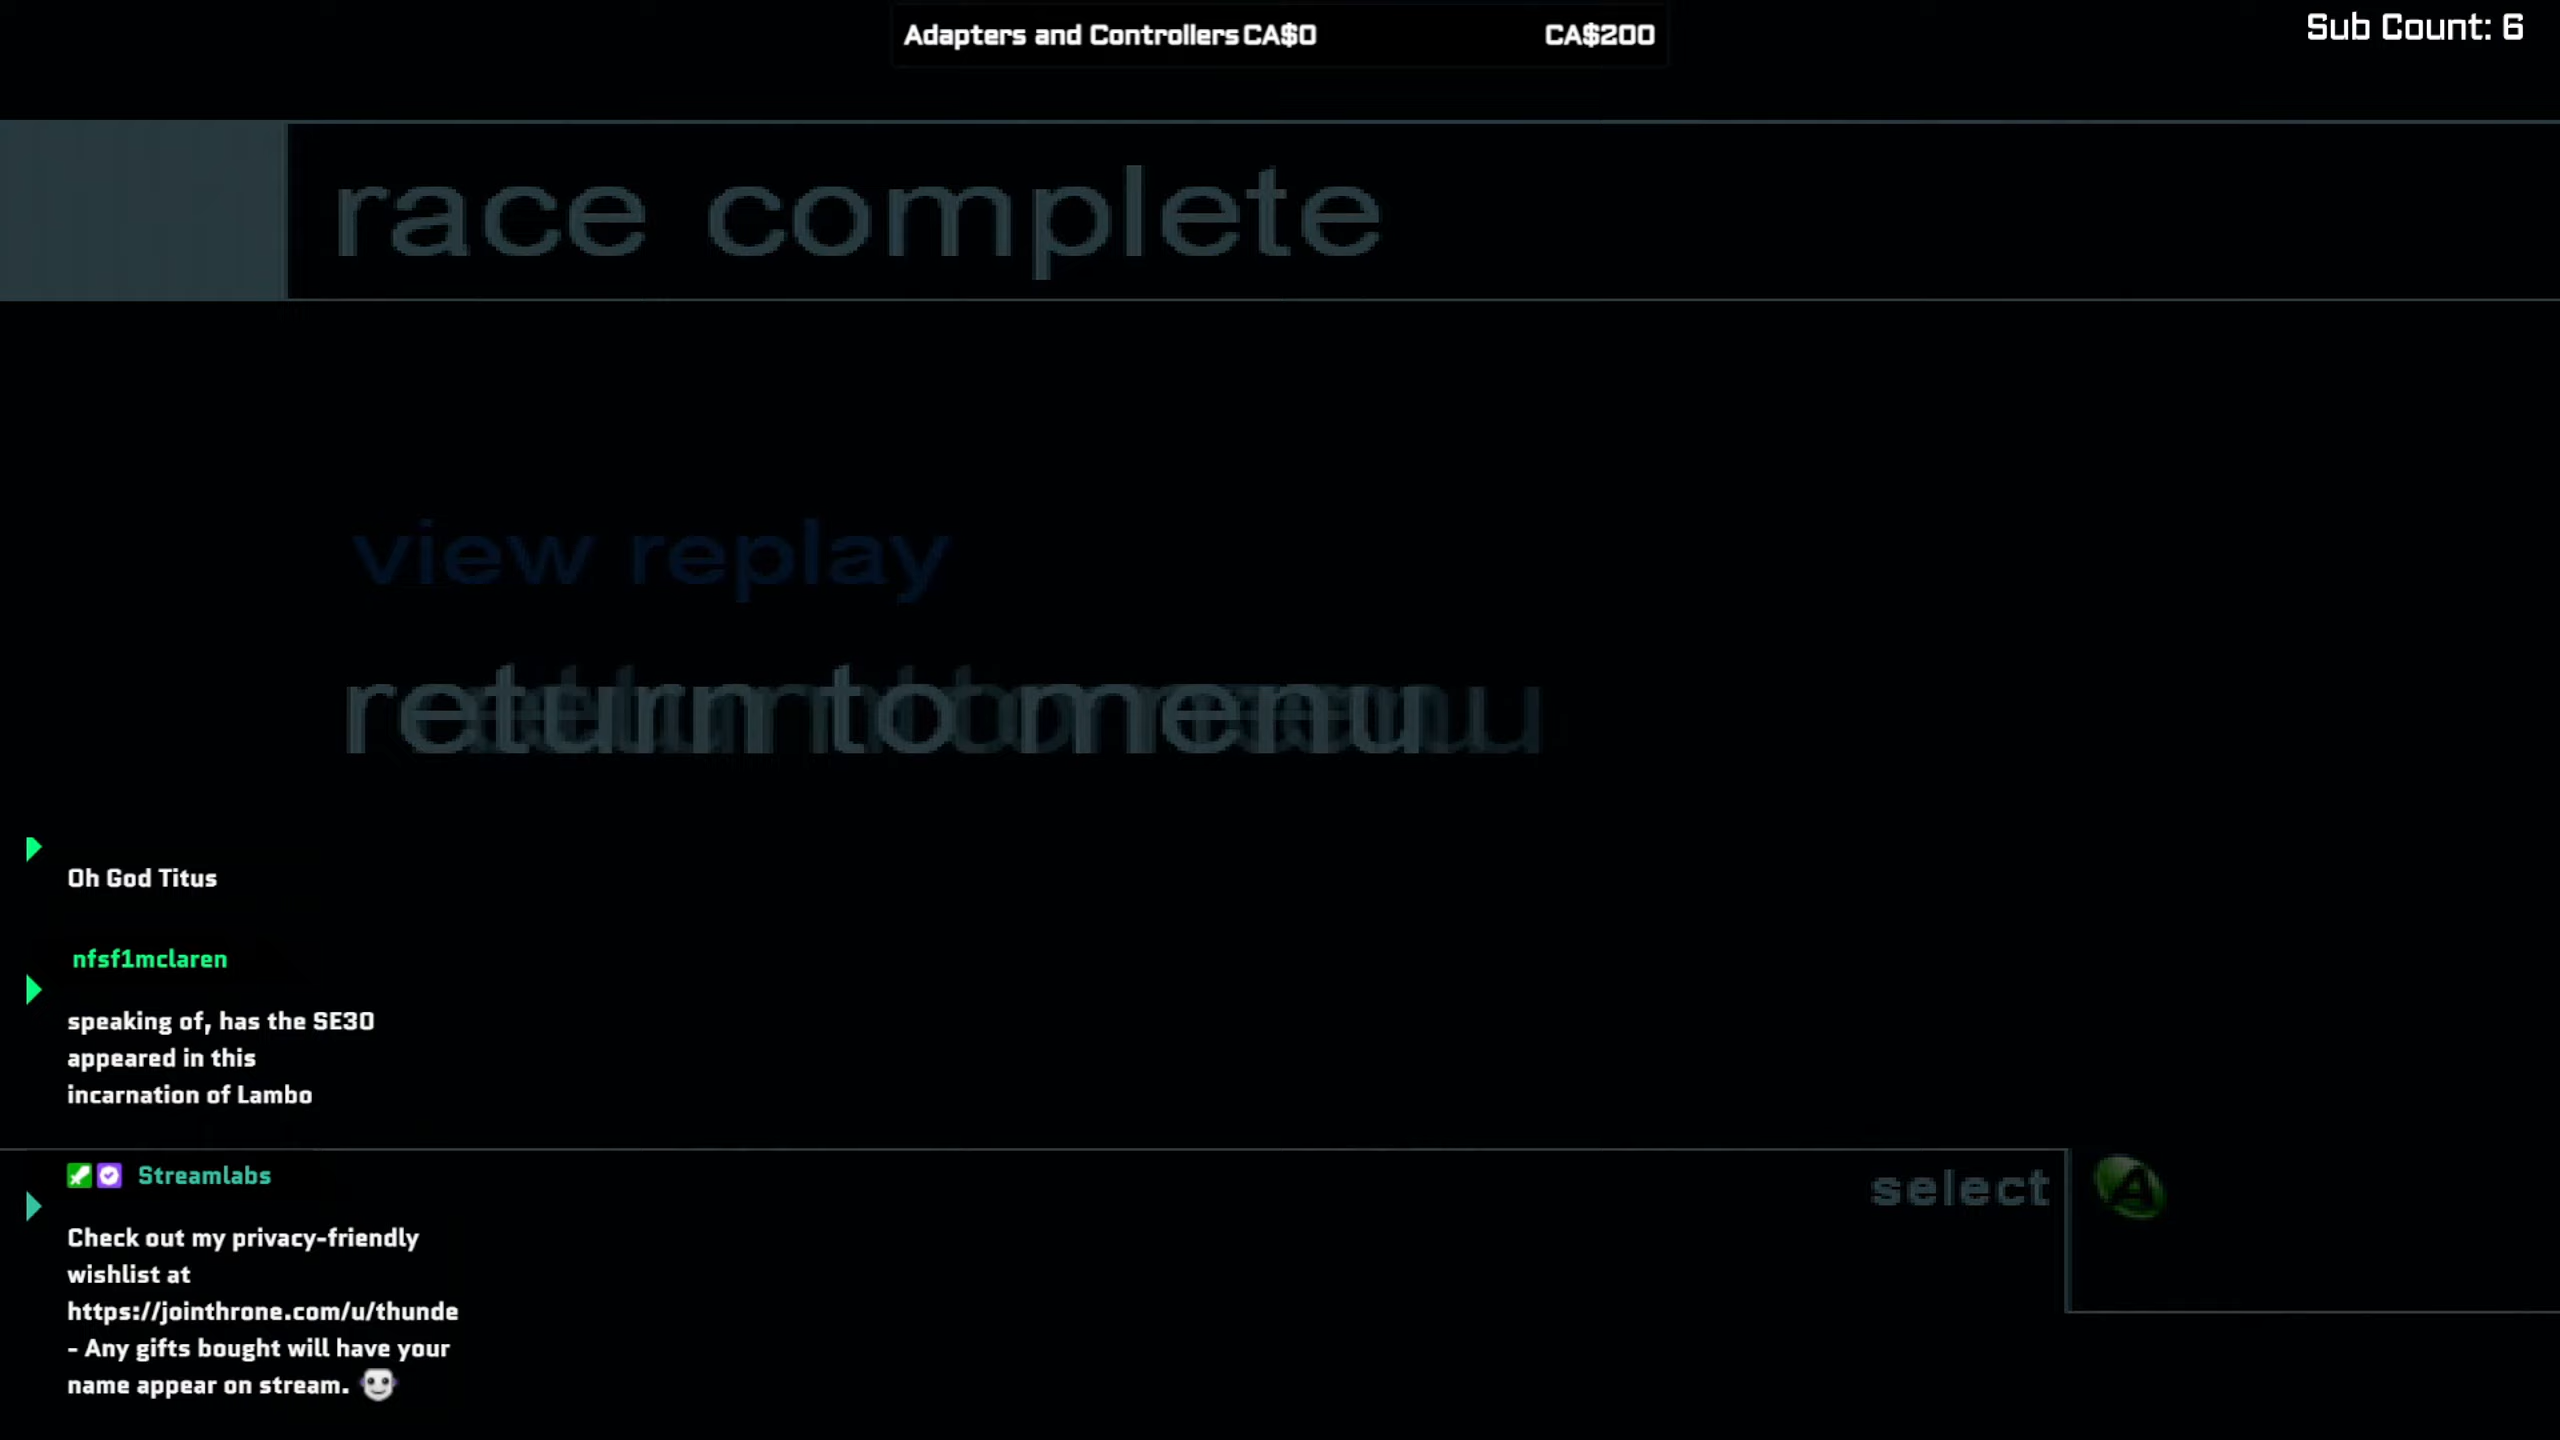 Adapters and Controllers CA$0 CA$200
Sub Count: 6
race complete
view replay
return to menu
Oh God Titus
nfsf1mclaren
speaking of, has the SE30
appeared in this
incarnation of Lambo
Streamlabs
Check out my privacy-friendly
wishlist at
https://jointhrone.com/u/thunde
- Any gifts bought will have your
name appear on stream.
select A